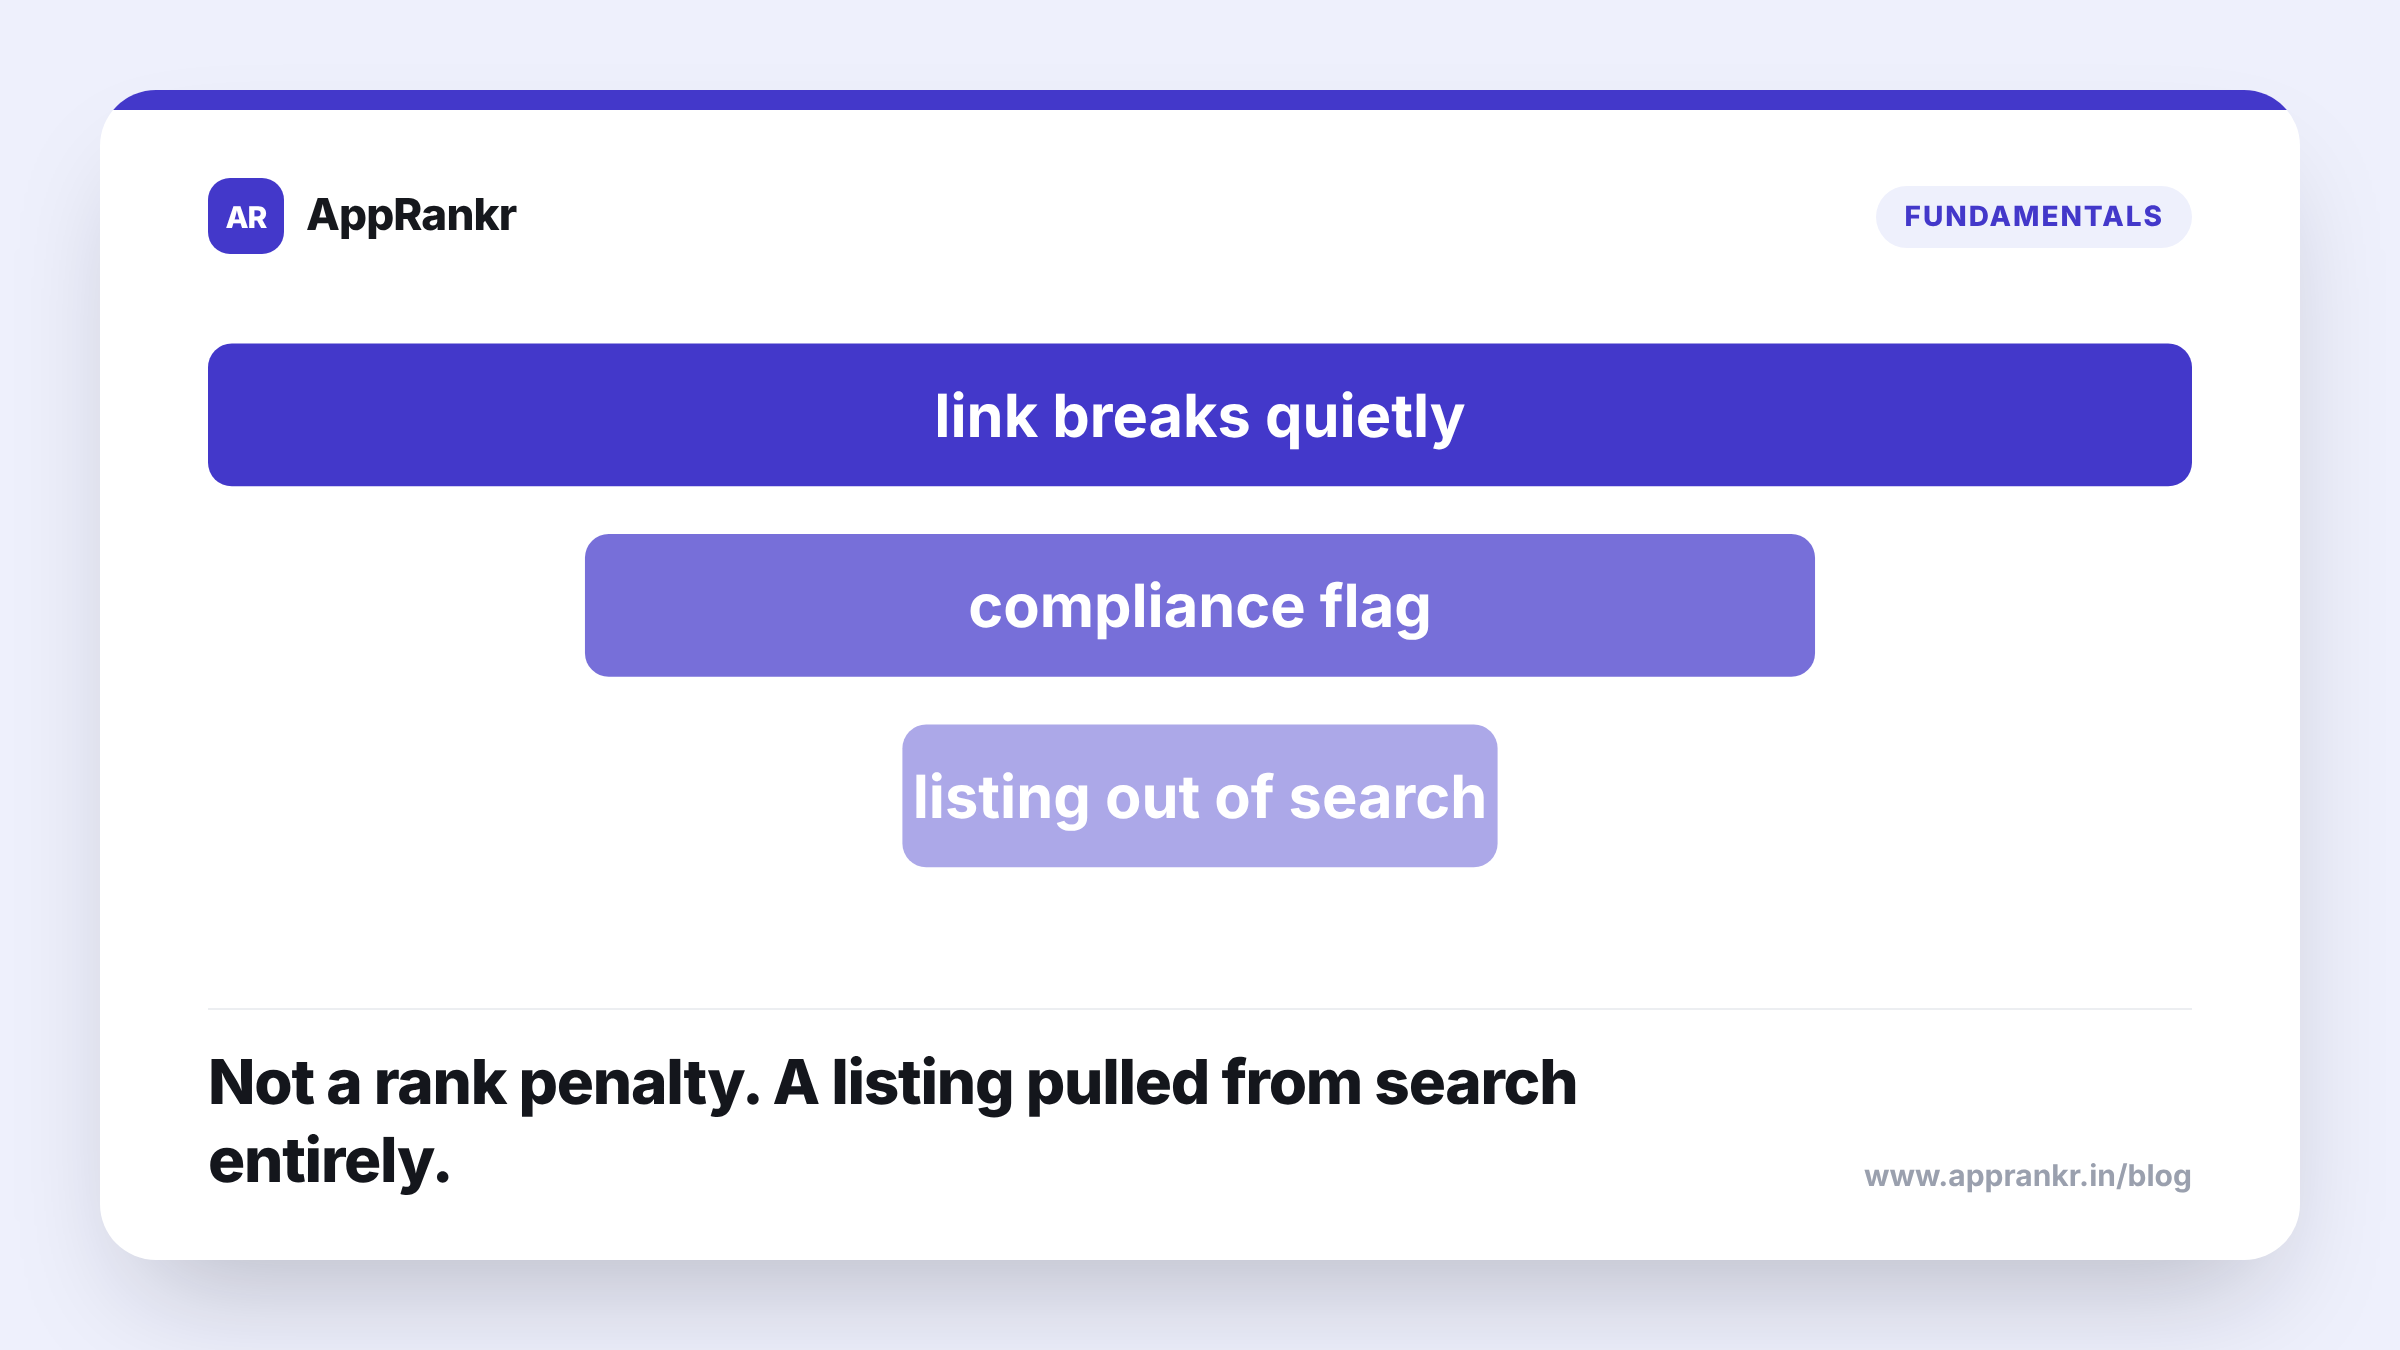 AR AppRankr
FUNDAMENTALS
link breaks quietly
compliance flag
listing out of search
Not a rank penalty. A listing pulled from search
entirely.
www.apprankr.in/blog